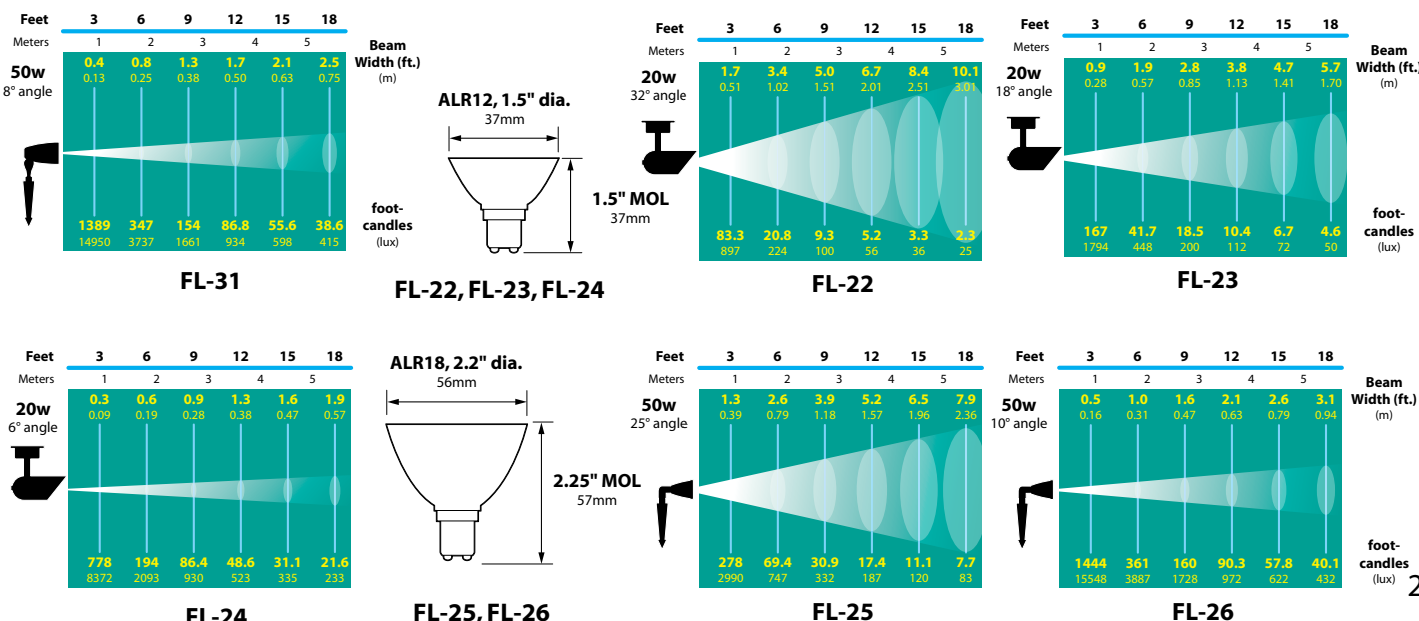 Feet 3 6 9 12 15 18
Meters 1 2 3 4 5
Beam
Width (ft.)
(m)
50w
8° angle
0.4 0.8 1.3 1.7 2.1 2.5
0.13 0.25 0.38 0.50 0.63 0.75
1389 347 154 86.8 55.6 38.6
14950 3737 1661 934 598 415
foot-
candles
(lux)
FL-31
ALR12, 1.5" dia.
37mm
1.5" MOL
37mm
FL-22, FL-23, FL-24
Feet 3 6 9 12 15 18
Meters 1 2 3 4 5
20w
32° angle
1.7 3.4 5.0 6.7 8.4 10.1
0.51 1.02 1.51 2.01 2.51 3.01
83.3 20.8 9.3 5.2 3.3 2.3
897 224 100 56 36 25
FL-22
Feet 3 6 9 12 15 18
Meters 1 2 3 4 5
Beam
Width (ft.)
(m)
20w
18° angle
0.9 1.9 2.8 3.8 4.7 5.7
0.28 0.57 0.85 1.13 1.41 1.70
167 41.7 18.5 10.4 6.7 4.6
1794 448 200 112 72 50
foot-
candles
(lux)
FL-23
Feet 3 6 9 12 15 18
Meters 1 2 3 4 5
20w
6° angle
0.3 0.6 0.9 1.3 1.6 1.9
0.09 0.19 0.28 0.38 0.47 0.57
778 194 86.4 48.6 31.1 21.6
8372 2093 930 523 335 233
FL-24
ALR18, 2.2" dia.
56mm
2.25" MOL
57mm
FL-25, FL-26
Feet 3 6 9 12 15 18
Meters 1 2 3 4 5
50w
25° angle
1.3 2.6 3.9 5.2 6.5 7.9
0.39 0.79 1.18 1.57 1.96 2.36
278 69.4 30.9 17.4 11.1 7.7
2990 747 332 187 120 83
FL-25
Feet 3 6 9 12 15 18
Meters 1 2 3 4 5
Beam
Width (ft.)
(m)
50w
10° angle
0.5 1.0 1.6 2.1 2.6 3.1
0.16 0.31 0.47 0.63 0.79 0.94
1444 361 160 90.3 57.8 40.1
15548 3887 1728 972 622 432
foot-
candles
(lux)
2
FL-26